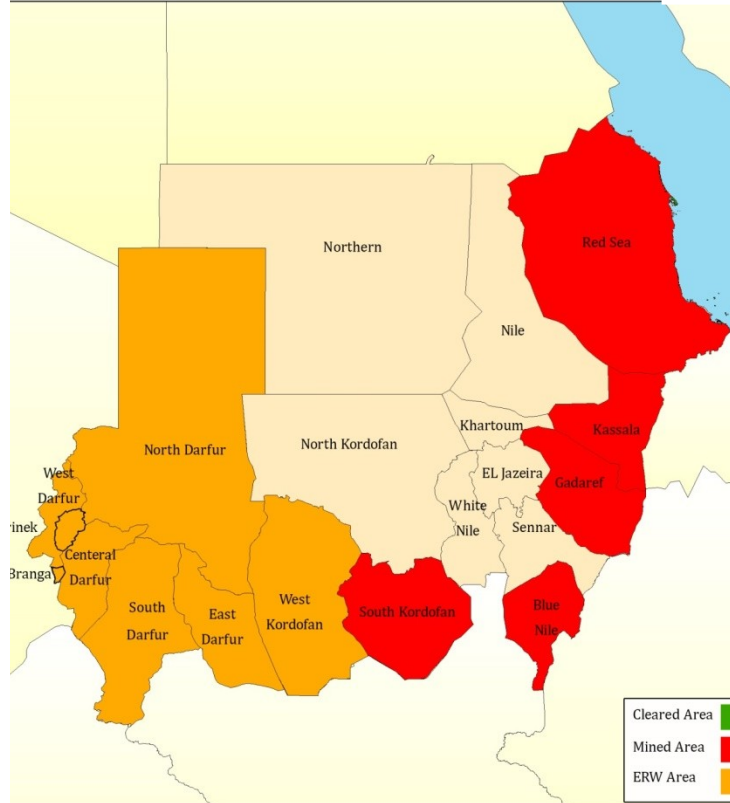 Red Sea
Northern
Nile
Khartoum
Kassala
North Kordofan
North Darfur
EL Jazeira
Gadaref
West
Darfur
White
Nile
Sennar
rinek
Centeral
Darfur
Branga
South
Darfur
East
Darfur
West
Kordofan
South Kordofan
Blue
Nile
Cleared Area
Mined Area
ERW Area